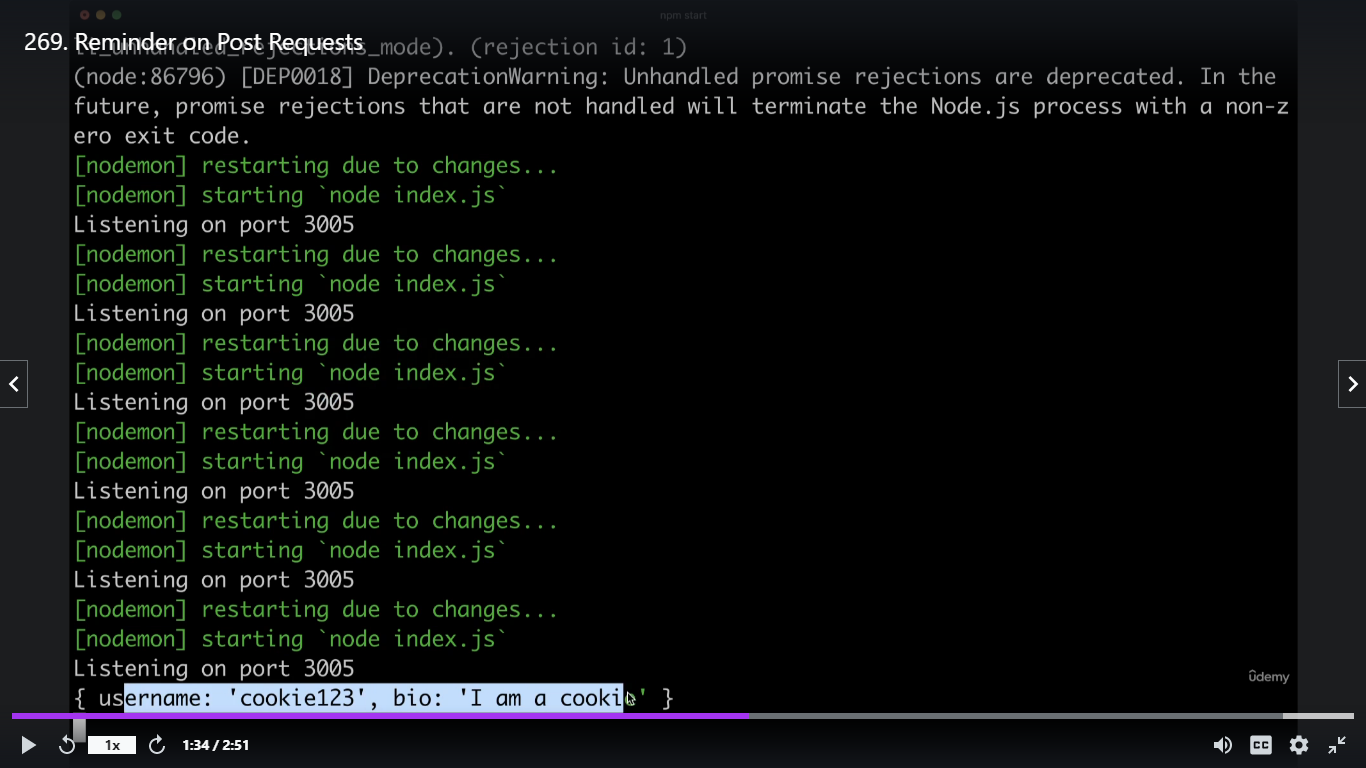 npm start
269. Reminder on Post Requests
_mode). (rejection id: 1)
(node:86796) [DEP0018] DeprecationWarning: Unhandled promise rejections are deprecated. In the
future, promise rejections that are not handled will terminate the Node.js process with a non-z
ero exit code.
[nodemon] restarting due to changes...
[nodemon] starting `node index.js`
Listening on port 3005
[nodemon] restarting due to changes...
[nodemon] starting `node index.js`
Listening on port 3005
[nodemon] restarting due to changes...
[nodemon] starting `node index.js`
Listening on port 3005
[nodemon] restarting due to changes...
[nodemon] starting `node index.js`
Listening on port 3005
[nodemon] restarting due to changes...
[nodemon] starting `node index.js`
Listening on port 3005
[nodemon] restarting due to changes...
[nodemon] starting `node index.js`
Listening on port 3005
ûdemy
{ username: 'cookie123', bio: 'I am a cookie' }
1x
1:34 / 2:51
CC